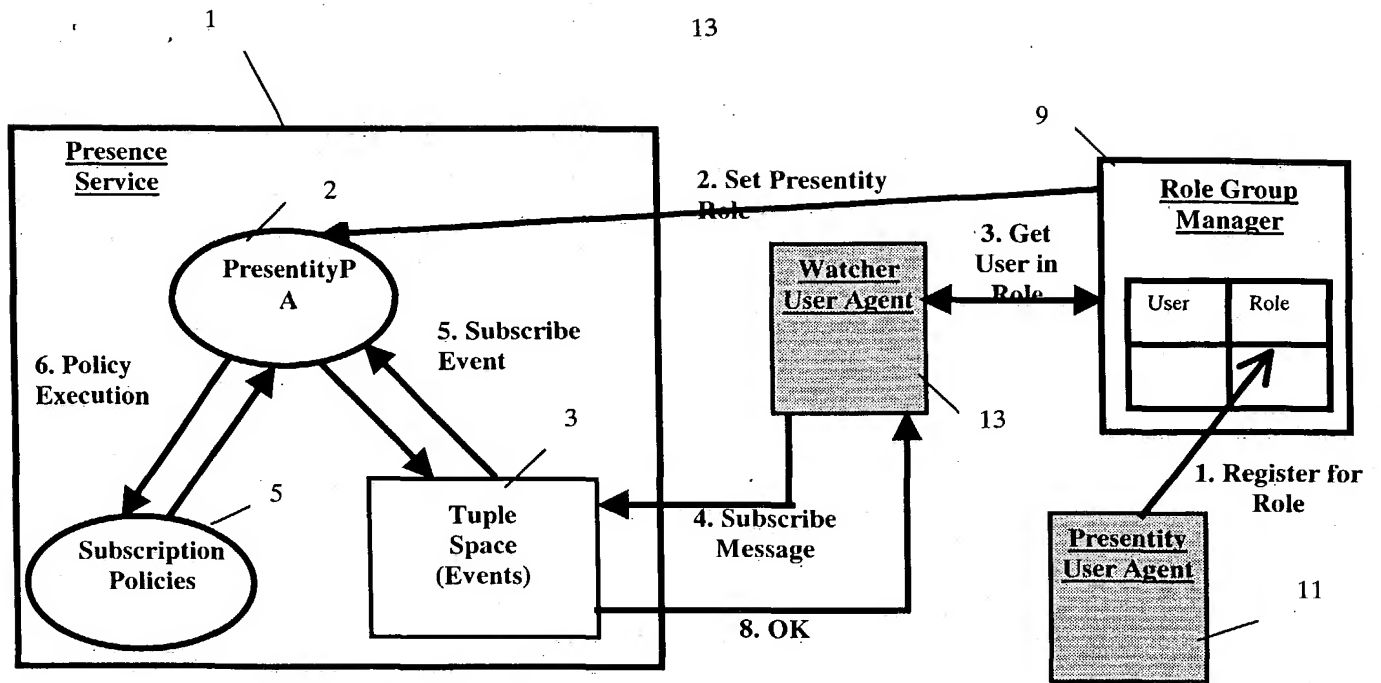 1
13
9
Presence
Service
2
2. Set Presentity
Role
Role Group
Manager
PresentityP
A
Watcher
User Agent
3. Get
User in
Role
User Role
5. Subscribe
Event
6. Policy
Execution
3
13
5
1. Register for
Role
Tuple
Space
(Events)
4. Subscribe
Message
Subscription
Policies
Presentity
User Agent
11
8. OK